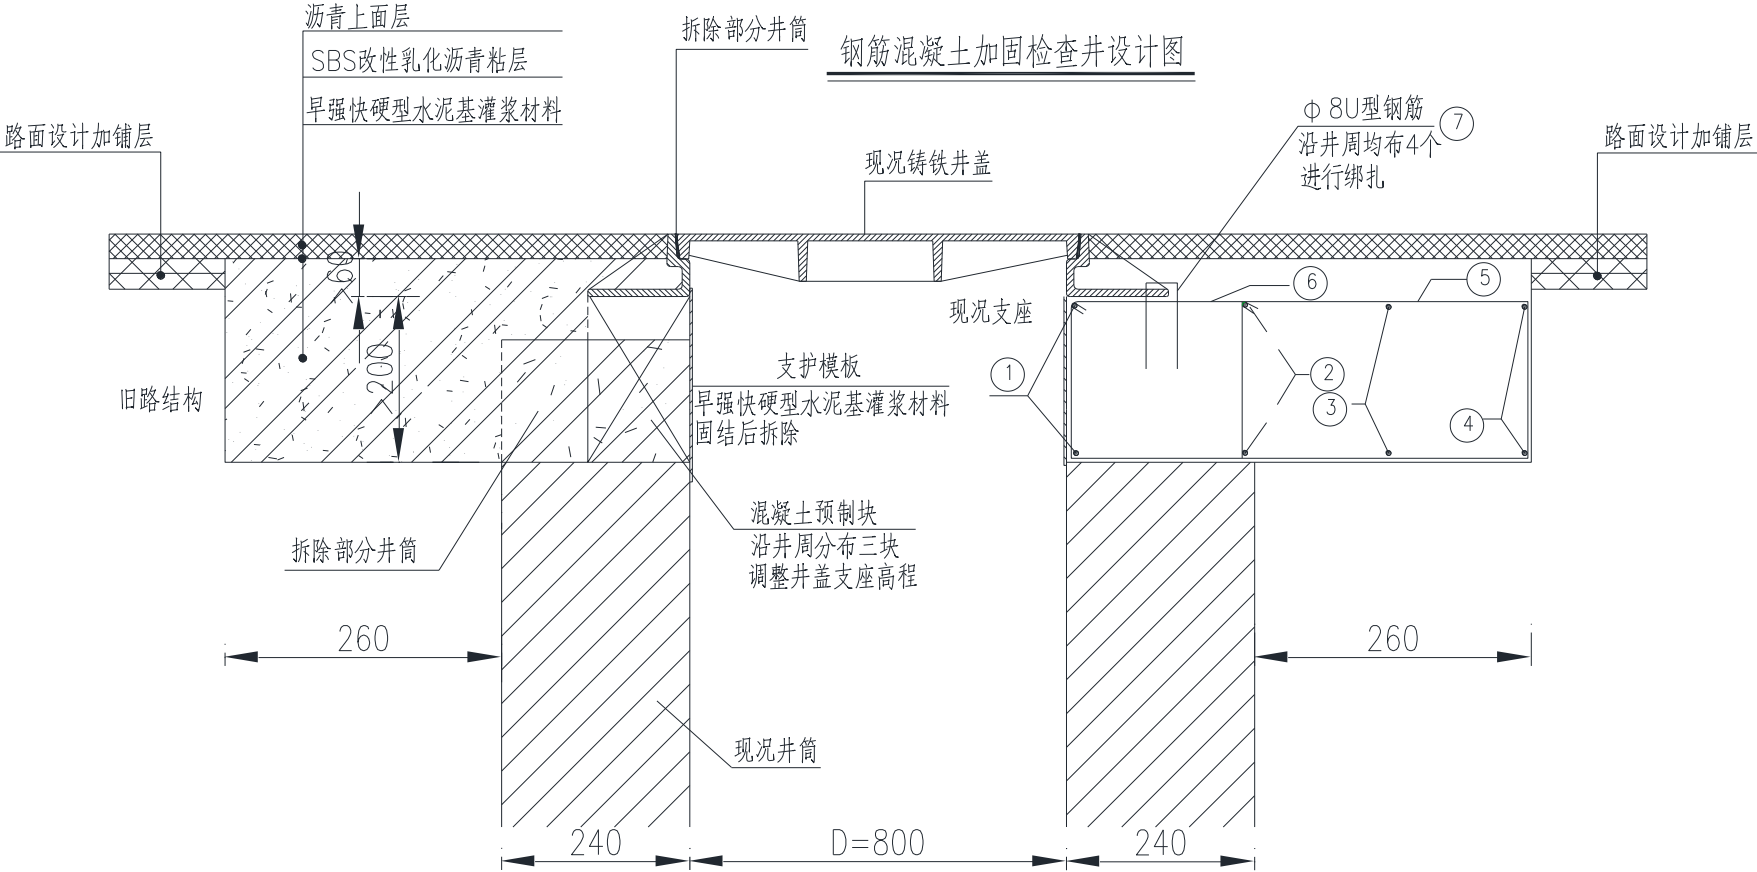 沥青上面层
SBS改性乳化沥青粘层
早强快硬型水泥基灌浆材料
路面设计加铺层
拆除部分井筒
钢筋混凝土加固检查井设计图
现况铸铁井盖
ф 8U型钢筋
⑦
沿井周均布4个
进行绑扎
路面设计加铺层
60
200
旧路结构
现况支座
⑥
⑤
①
②
③
④
支护模板
早强快硬型水泥基灌浆材料
固结后拆除
混凝土预制块
沿井周分布三块
调整井盖支座高程
拆除部分井筒
260
260
现况井筒
240
D=800
240